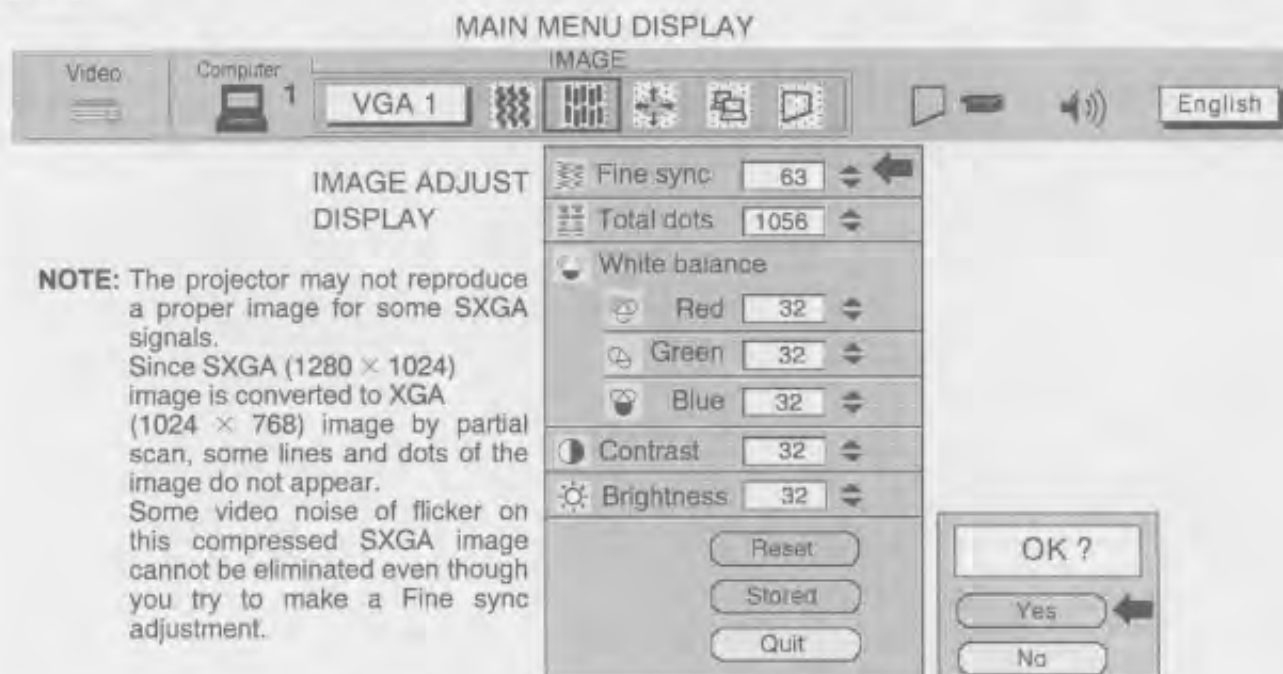 MAIN MENU DISPLAY
IMAGE
Video
Computer
1
VGA 1
English
IMAGE ADJUST
DISPLAY
NOTE: The projector may not reproduce
a proper image for some SXGA
signals.
Since SXGA (1280 × 1024)
image is converted to XGA
(1024 × 768) image by partial
scan, some lines and dots of the
image do not appear.
Some video noise of flicker on
this compressed SXGA image
cannot be eliminated even though
you try to make a Fine sync
adjustment.
Fine sync 63
Total dots 1056
White balance
Red 32
Green 32
Blue 32
Contrast 32
Brightness 32
Reset
Stored
Quit
OK ?
Yes
No